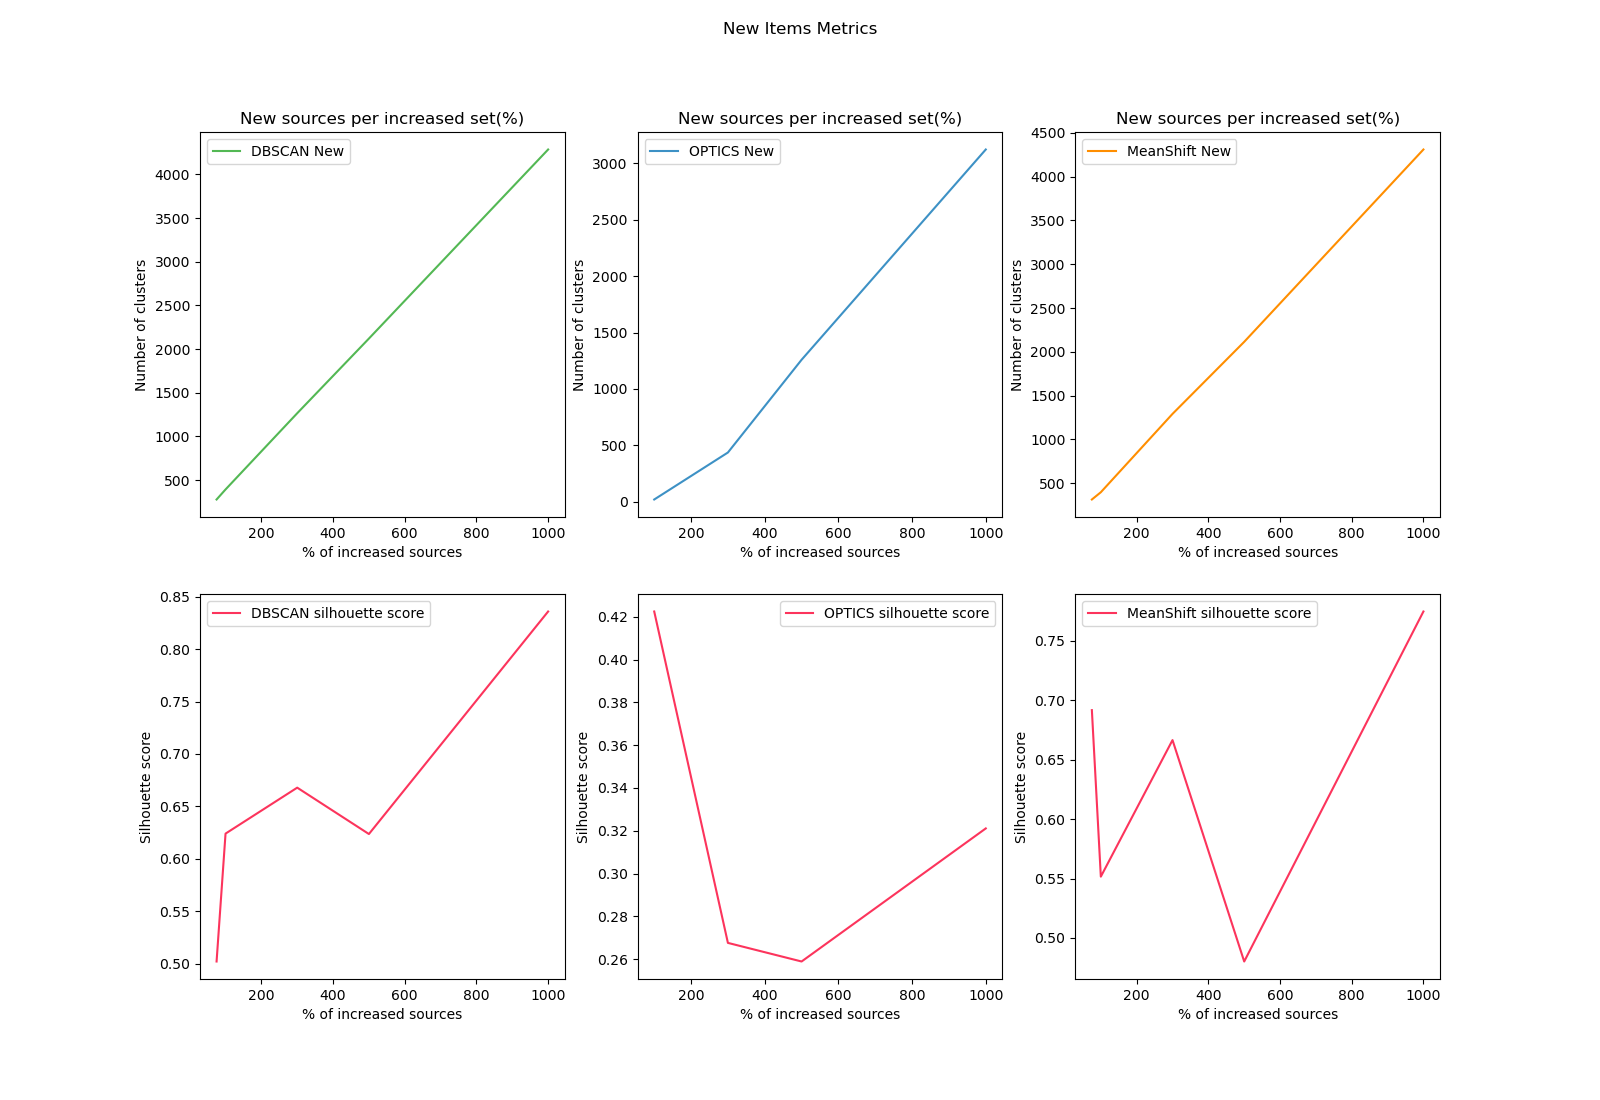 New Items Metrics
New sources per increased set(%)
DBSCAN New
4000
3500
3000
2500
2000
1500
1000
500
Number of clusters
200 400 600 800 1000
% of increased sources
New sources per increased set(%)
OPTICS New
3000
2500
2000
1500
1000
500
0
Number of clusters
200 400 600 800 1000
% of increased sources
New sources per increased set(%)
MeanShift New
4500
4000
3500
3000
2500
2000
1500
1000
500
Number of clusters
200 400 600 800 1000
% of increased sources
DBSCAN silhouette score
0.85
0.80
0.75
0.70
0.65
0.60
0.55
0.50
Silhouette score
200 400 600 800 1000
% of increased sources
OPTICS silhouette score
0.42
0.40
0.38
0.36
0.34
0.32
0.30
0.28
0.26
Silhouette score
200 400 600 800 1000
% of increased sources
MeanShift silhouette score
0.75
0.70
0.65
0.60
0.55
0.50
Silhouette score
200 400 600 800 1000
% of increased sources